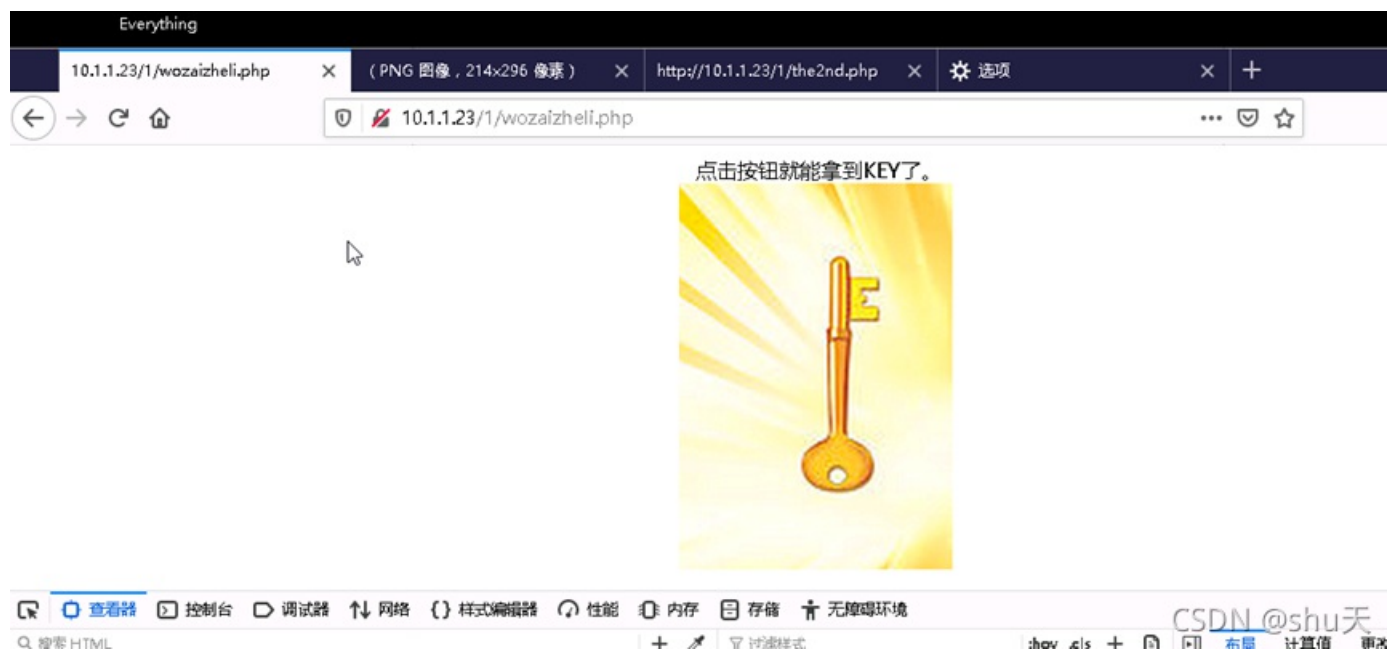 Everything
10.1.1.23/1/wozaizheli.php
(PNG 图像，214×296 像素)
http://10.1.1.23/1/the2nd.php
选项
10.1.1.23/1/wozaizheli.php
点击按钮就能拿到KEY了。
查看器 控制台 调试器 网络 {} 样式编辑器 性能 内存 存储 无障碍环境
搜索 HTML
过滤样式
:hov .cls
布局 计算值 更改
CSDN @shu天